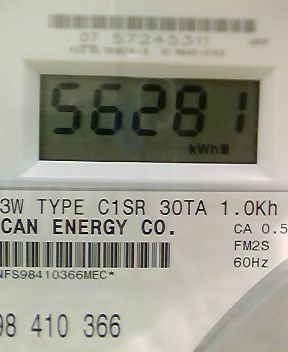 07 57245311
56281
kWh
3W TYPE C1SR 30TA 1.0Kh
CAN ENERGY CO.
CA 0.5
FM2S
NFS98410366MEC*
60Hz
98 410 366